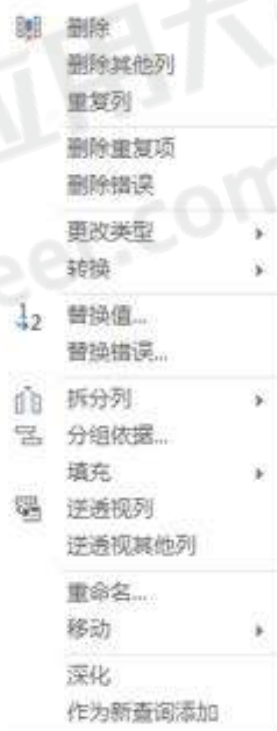 删除
删除其他列
重复列
删除重复项
删除错误
更改类型
转换
替换值...
替换错误...
拆分列
分组依据...
填充
逆透视列
逆透视其他列
重命名...
移动
深化
作为新查询添加